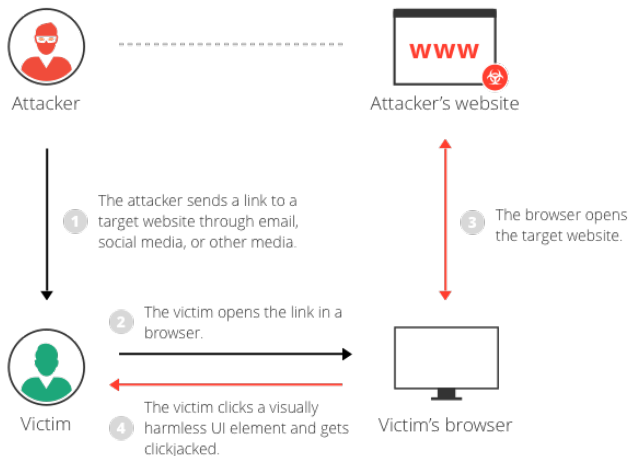 www
Attacker
Attacker's website
The attacker sends a link to a
1 target website through email,
social media, or other media.
3 The browser opens
the target website.
The victim opens the link in a
2 browser.
Victim
The victim clicks a visually
4 harmless UI element and gets
clickjacked.
Victim's browser